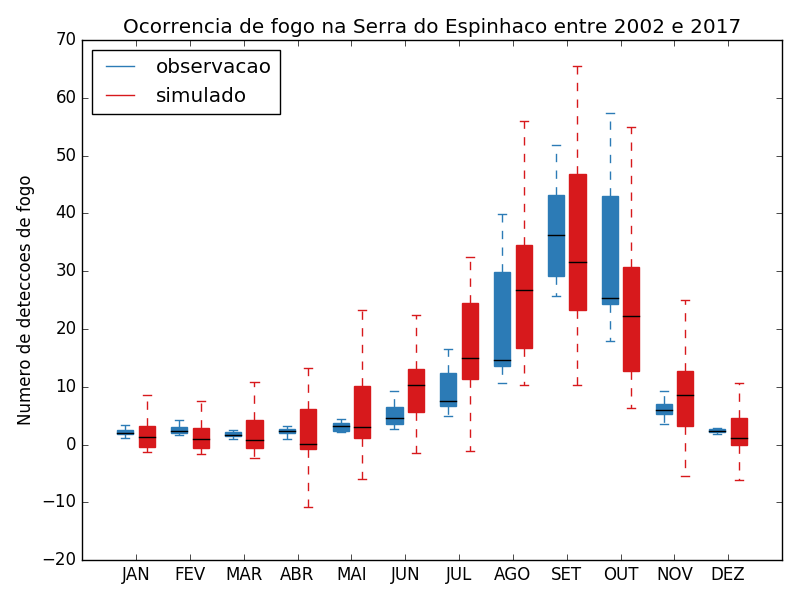 Ocorrencia de fogo na Serra do Espinhaco entre 2002 e 2017
observacao
simulado
Numero de deteccoes de fogo
70
60
50
40
30
20
10
0
−10
−20
JAN FEV MAR ABR MAI JUN JUL AGO SET OUT NOV DEZ